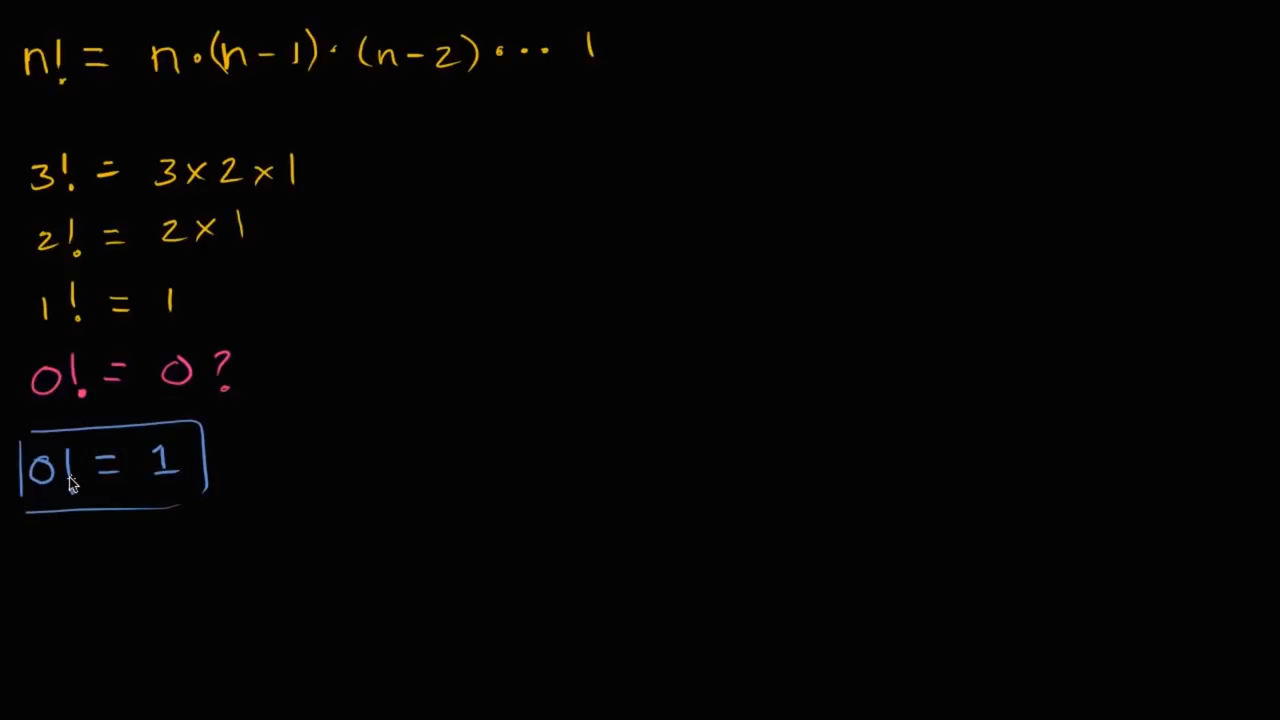 n! = n·(n-1)·(n-2)···· 1
3! = 3×2×1
2! = 2×1
1! = 1
0! = 0?
0! = 1